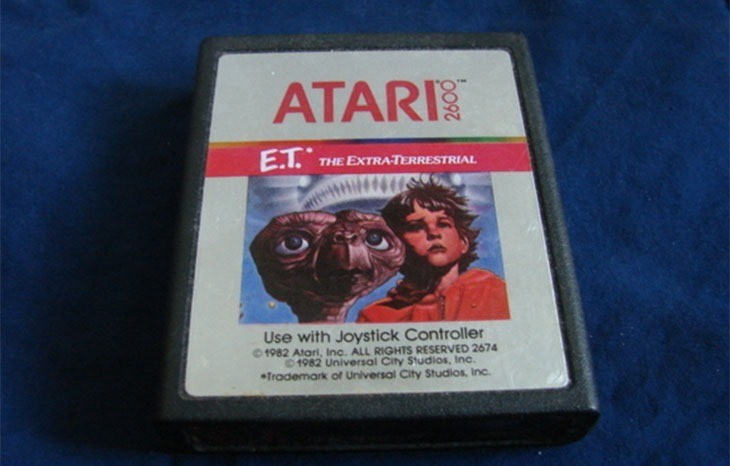 ATARI® 2600™
E.T.* THE EXTRA-TERRESTRIAL
Use with Joystick Controller
© 1982 Atari, Inc. ALL RIGHTS RESERVED 2674
© 1982 Universal City Studios, Inc.
*Trademark of Universal City Studios, Inc.